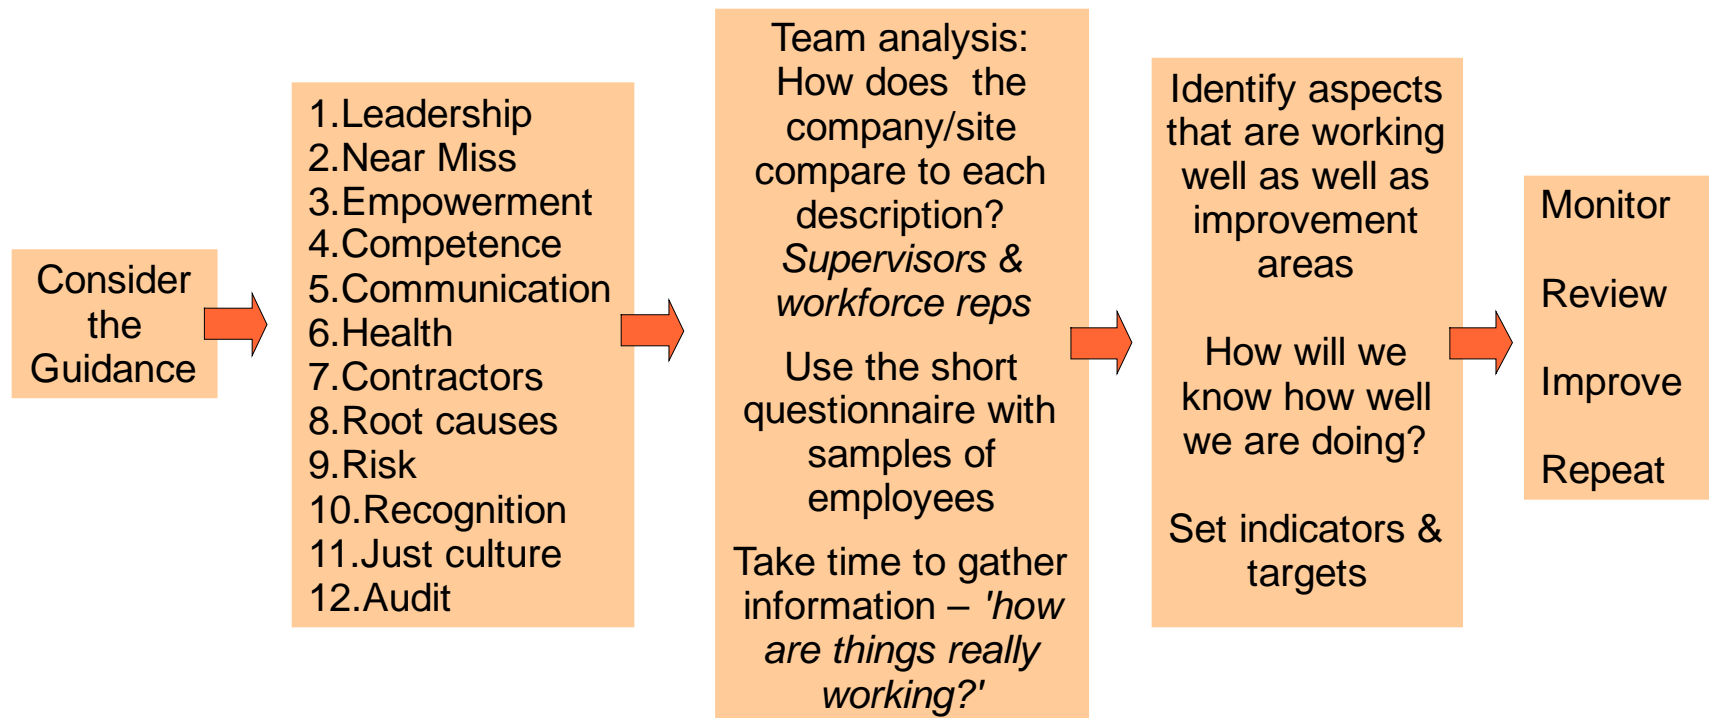 Consider
the
Guidance
1.Leadership
2.Near Miss
3.Empowerment
4.Competence
5.Communication
6.Health
7.Contractors
8.Root causes
9.Risk
10.Recognition
11.Just culture
12.Audit
Team analysis:
How does the
company/site
compare to each
description?
Supervisors &
workforce reps
Use the short
questionnaire with
samples of
employees
Take time to gather
information – 'how
are things really
working?'
Identify aspects
that are working
well as well as
improvement
areas
How will we
know how well
we are doing?
Set indicators &
targets
Monitor
Review
Improve
Repeat